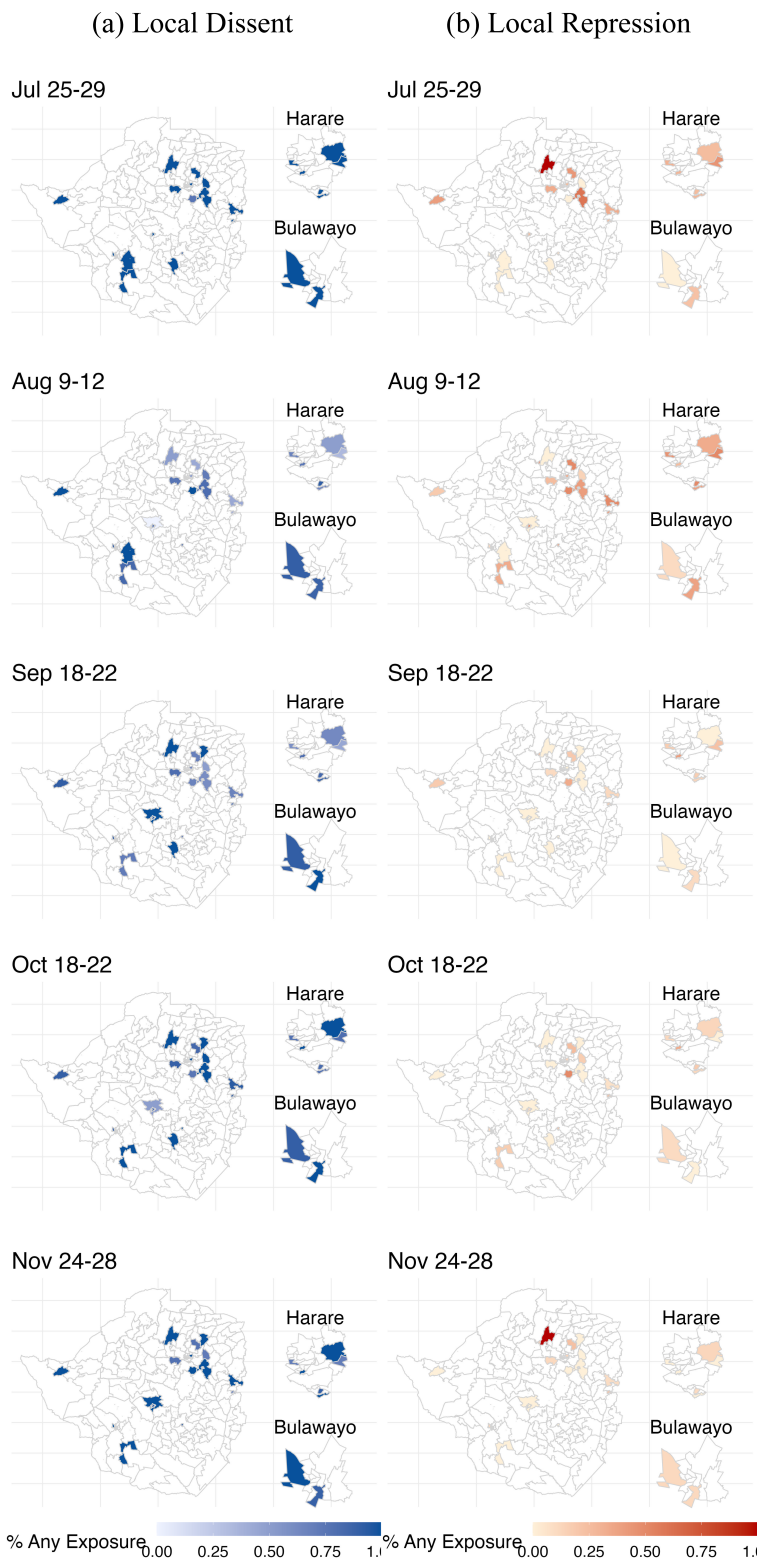 (a) Local Dissent
(b) Local Repression
Jul 25-29
Harare
Bulawayo
Jul 25-29
Harare
Bulawayo
Aug 9-12
Harare
Bulawayo
Aug 9-12
Harare
Bulawayo
Sep 18-22
Harare
Bulawayo
Sep 18-22
Harare
Bulawayo
Oct 18-22
Harare
Bulawayo
Oct 18-22
Harare
Bulawayo
Nov 24-28
Harare
Bulawayo
Nov 24-28
Harare
Bulawayo
% Any Exposure
0.00 0.25 0.50 0.75 1.
% Any Exposure
0.00 0.25 0.50 0.75 1.